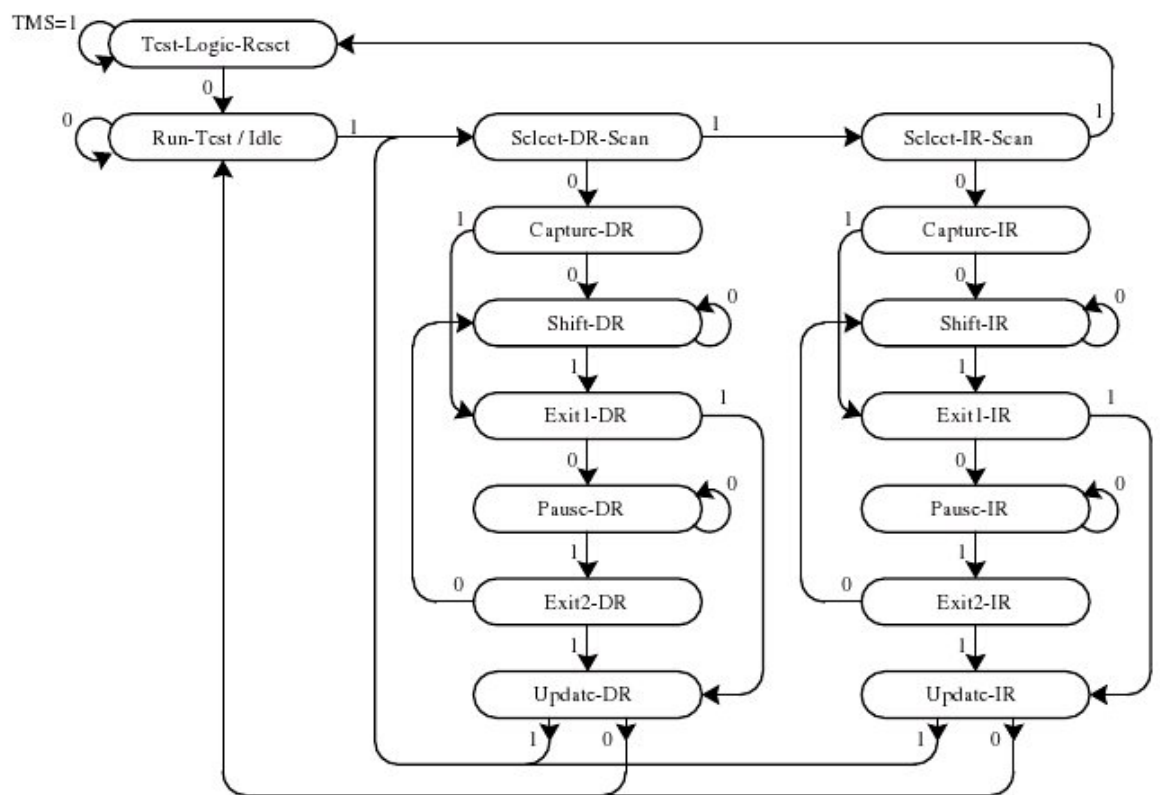 TMS=1
Test-Logic-Reset
0
0
Run-Test / Idle
1
Select-DR-Scan
1
Select-IR-Scan
1
0
0
1
Capture-DR
1
Capture-IR
0
0
Shift-DR
0
Shift-IR
0
1
1
Exit1-DR
1
Exit1-IR
1
0
0
Pause-DR
0
Pause-IR
0
1
1
0
Exit2-DR
0
Exit2-IR
1
1
Update-DR
Update-IR
1
0
1
0